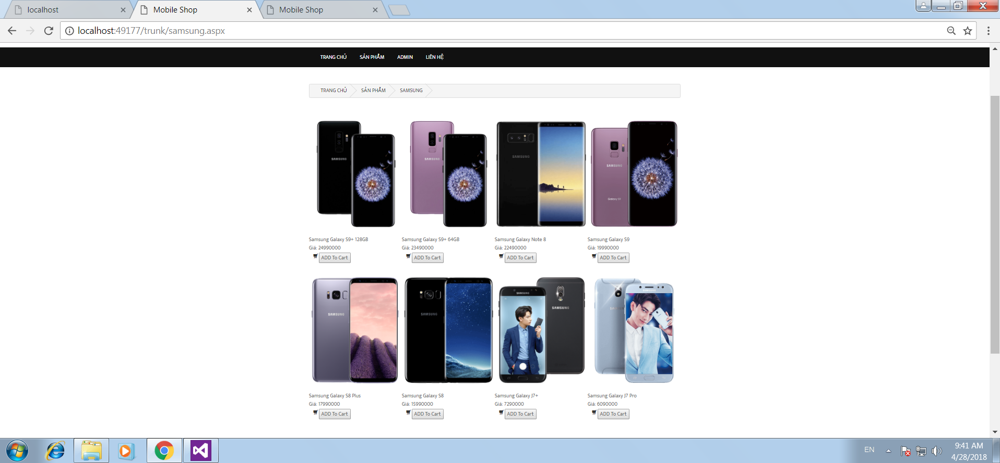 localhost
Mobile Shop
Mobile Shop
localhost:49177/trunk/samsung.aspx
TRANG CHỦ SẢN PHẨM ADMIN LIÊN HỆ
TRANG CHỦ SẢN PHẨM SAMSUNG
SAMSUNG SAMSUNG SAMSUNG SAMSUNG
Galaxy S9
Samsung Galaxy S9+ 128GB Samsung Galaxy S9+ 64GB Samsung Galaxy Note 8 Samsung Galaxy S9
Giá: 24990000 Giá: 23490000 Giá: 22490000 Giá: 19990000
ADD To Cart ADD To Cart ADD To Cart ADD To Cart
SAMSUNG SAMSUNG
SAMSUNG SAMSUNG SAMSUNG SAMSUNG
Samsung Galaxy S8 Plus Samsung Galaxy S8 Samsung Galaxy J7+ Samsung Galaxy J7 Pro
Giá: 17990000 Giá: 15990000 Giá: 7290000 Giá: 6090000
ADD To Cart ADD To Cart ADD To Cart ADD To Cart
EN
9:41 AM
4/28/2018